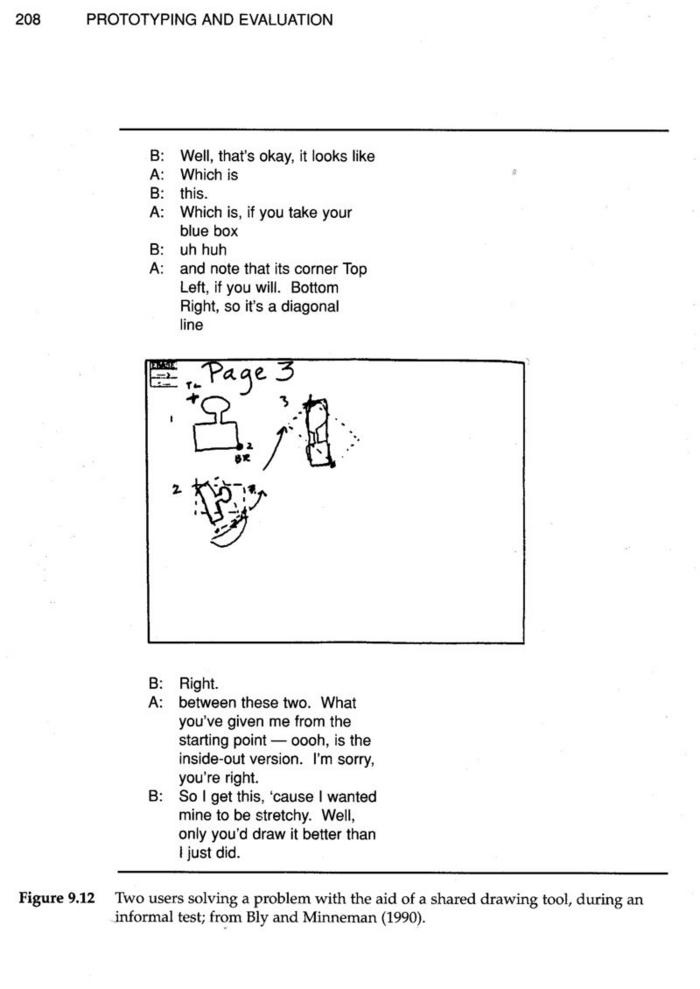 208 PROTOTYPING AND EVALUATION
B: Well, that's okay, it looks like
A: Which is
B: this.
A: Which is, if you take your
blue box
B: uh huh
A: and note that its corner Top
Left, if you will. Bottom
Right, so it's a diagonal
line
Page 3
TL
3
1
2
BR
2
B: Right.
A: between these two. What
you've given me from the
starting point — oooh, is the
inside-out version. I'm sorry,
you're right.
B: So I get this, 'cause I wanted
mine to be stretchy. Well,
only you'd draw it better than
I just did.
Figure 9.12 Two users solving a problem with the aid of a shared drawing tool, during an
informal test; from Bly and Minneman (1990).